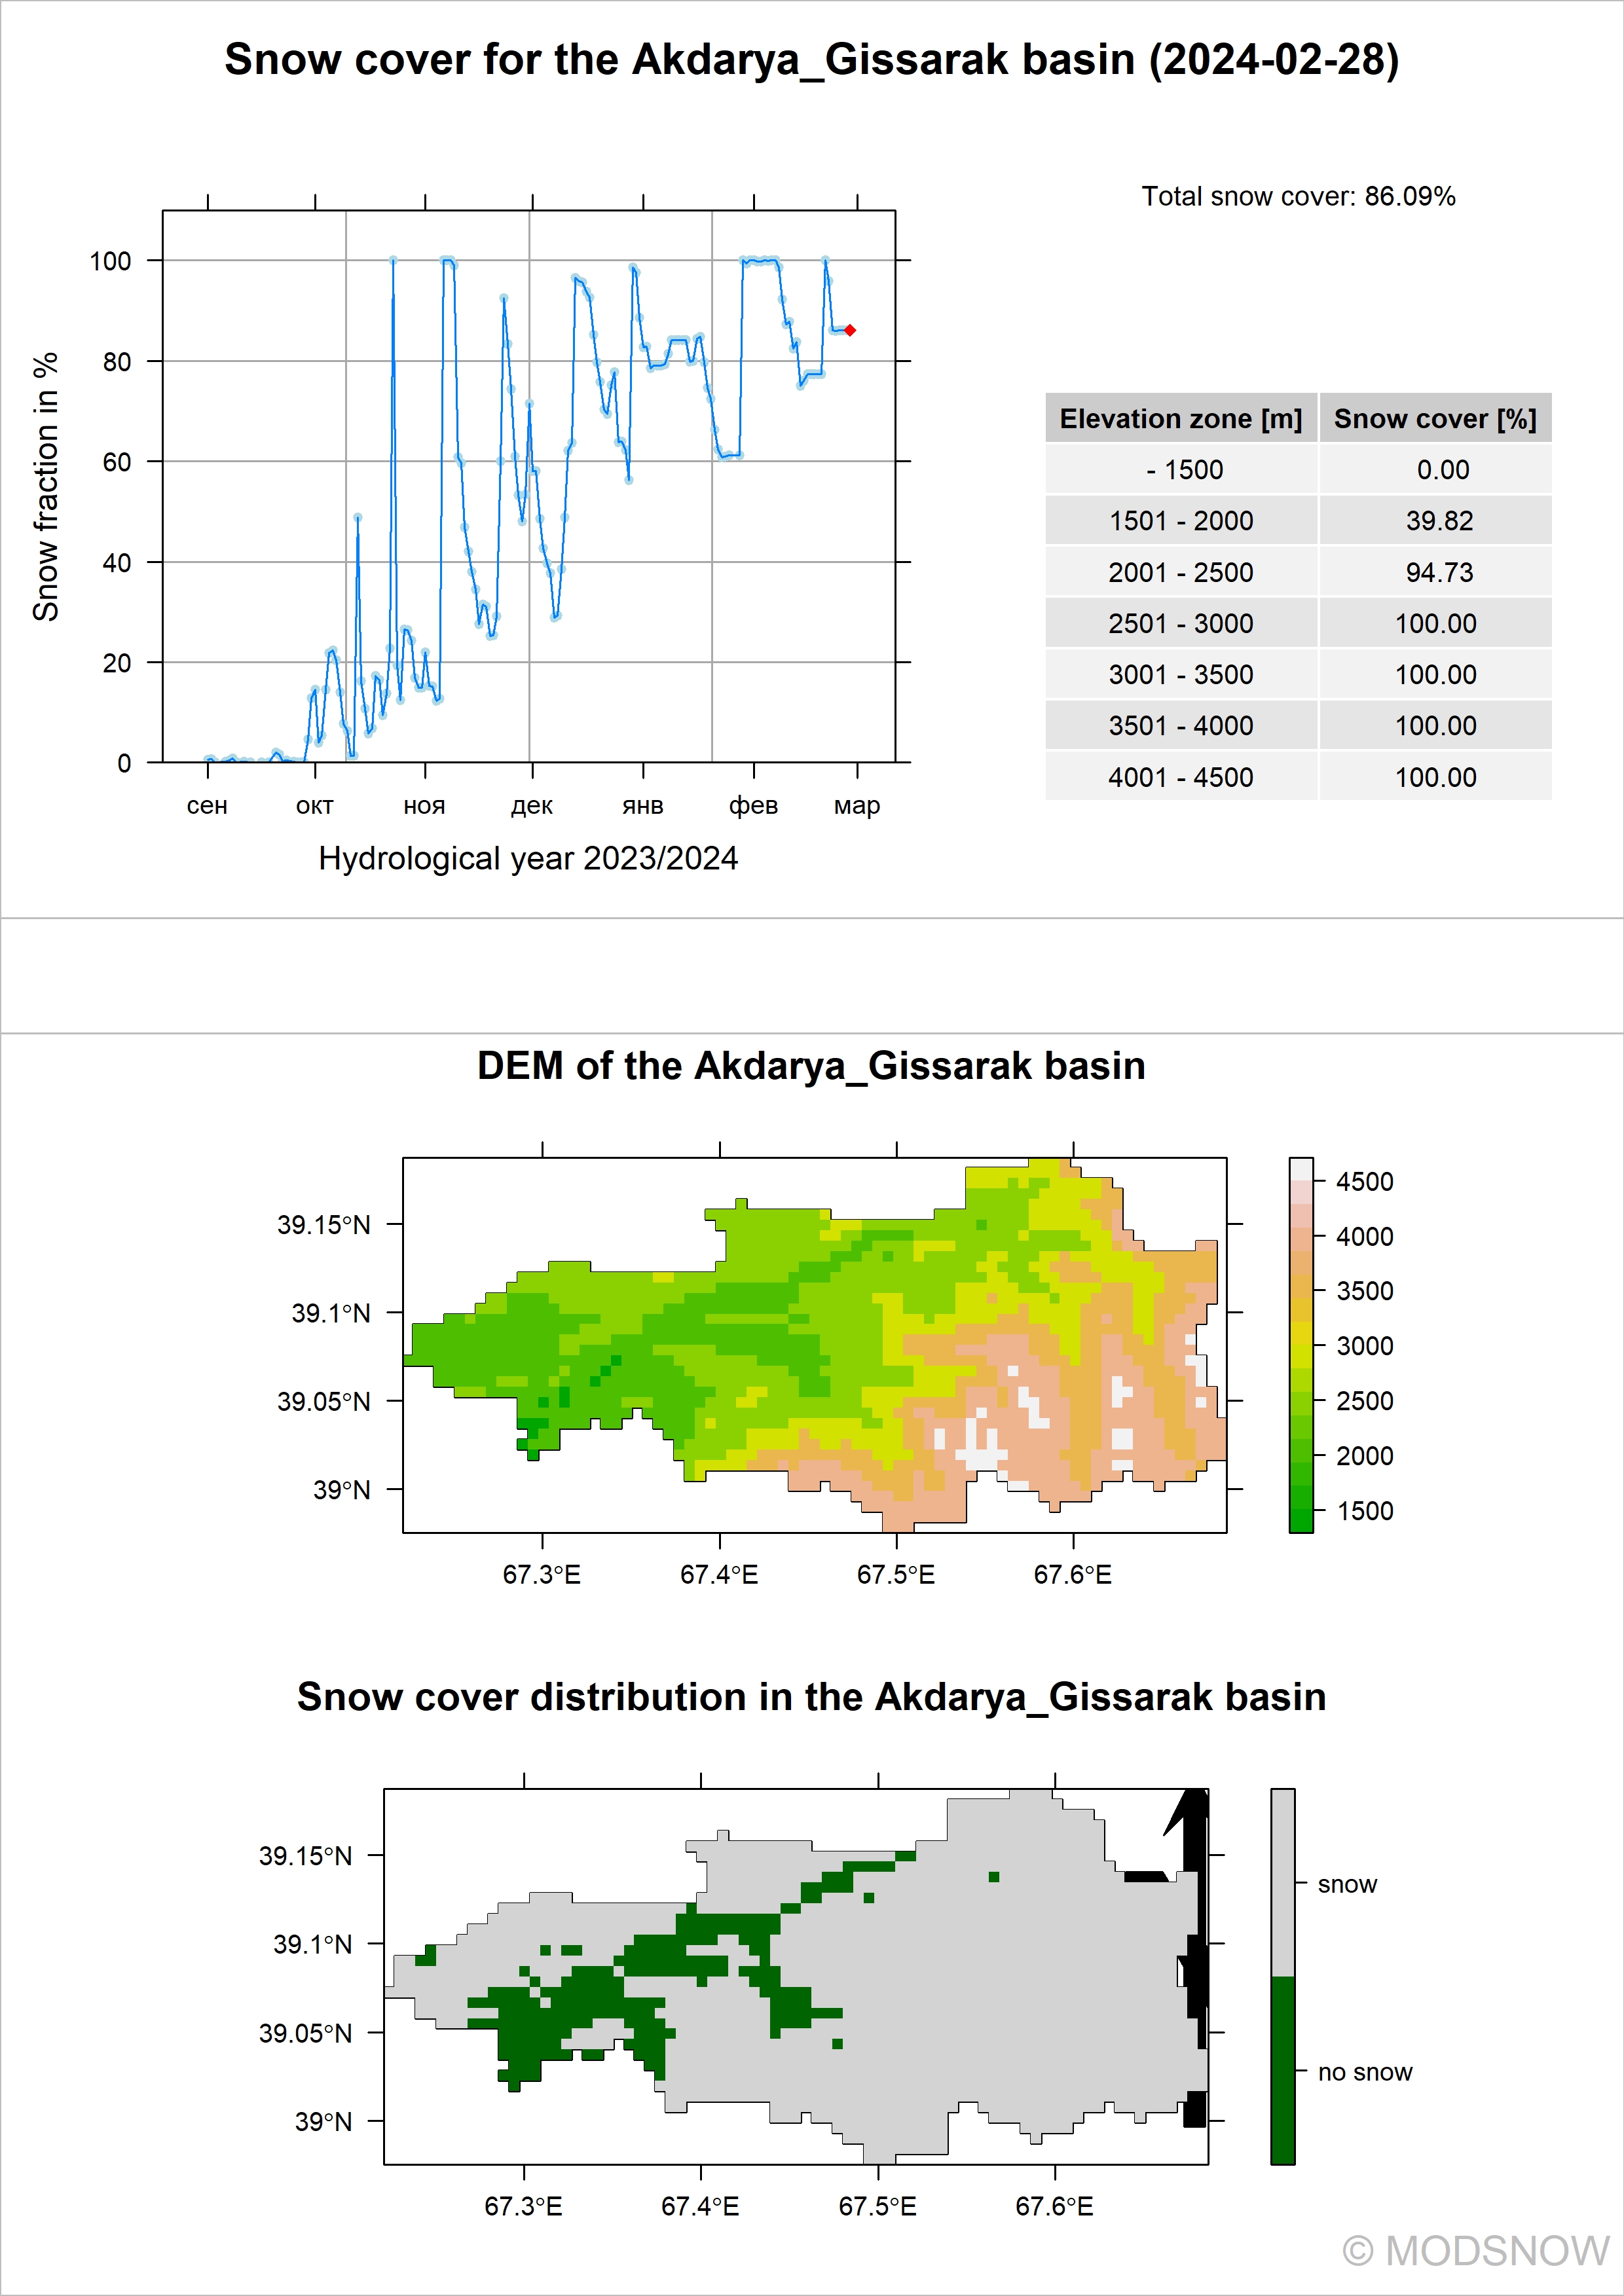 Snow cover for the Akdarya_Gissarak basin (2024-02-28)
Total snow cover: 86.09%
Snow fraction in %
100
80
60
40
20
0
сен окт ноя дек янв фев мар
Hydrological year 2023/2024
Elevation zone [m] Snow cover [%]
- 1500 0.00
1501 - 2000 39.82
2001 - 2500 94.73
2501 - 3000 100.00
3001 - 3500 100.00
3501 - 4000 100.00
4001 - 4500 100.00
DEM of the Akdarya_Gissarak basin
39.15°N
39.1°N
39.05°N
39°N
67.3°E 67.4°E 67.5°E 67.6°E
4500
4000
3500
3000
2500
2000
1500
Snow cover distribution in the Akdarya_Gissarak basin
39.15°N
39.1°N
39.05°N
39°N
67.3°E 67.4°E 67.5°E 67.6°E
snow
no snow
© MODSNOW